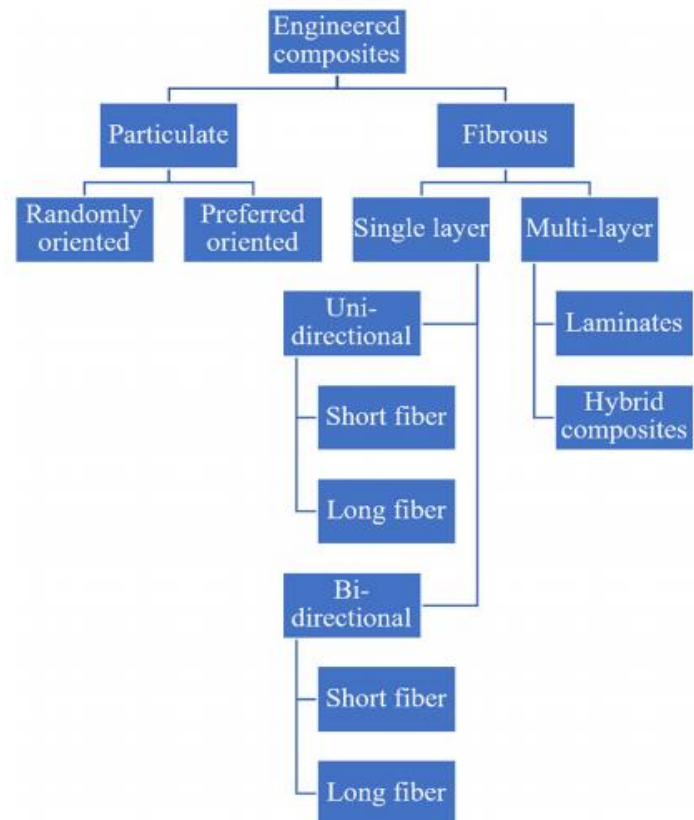 Engineered
composites
Particulate
Fibrous
Randomly
oriented
Preferred
oriented
Single layer
Multi-layer
Uni-
directional
Laminates
Short fiber
Hybrid
composites
Long fiber
Bi-
directional
Short fiber
Long fiber